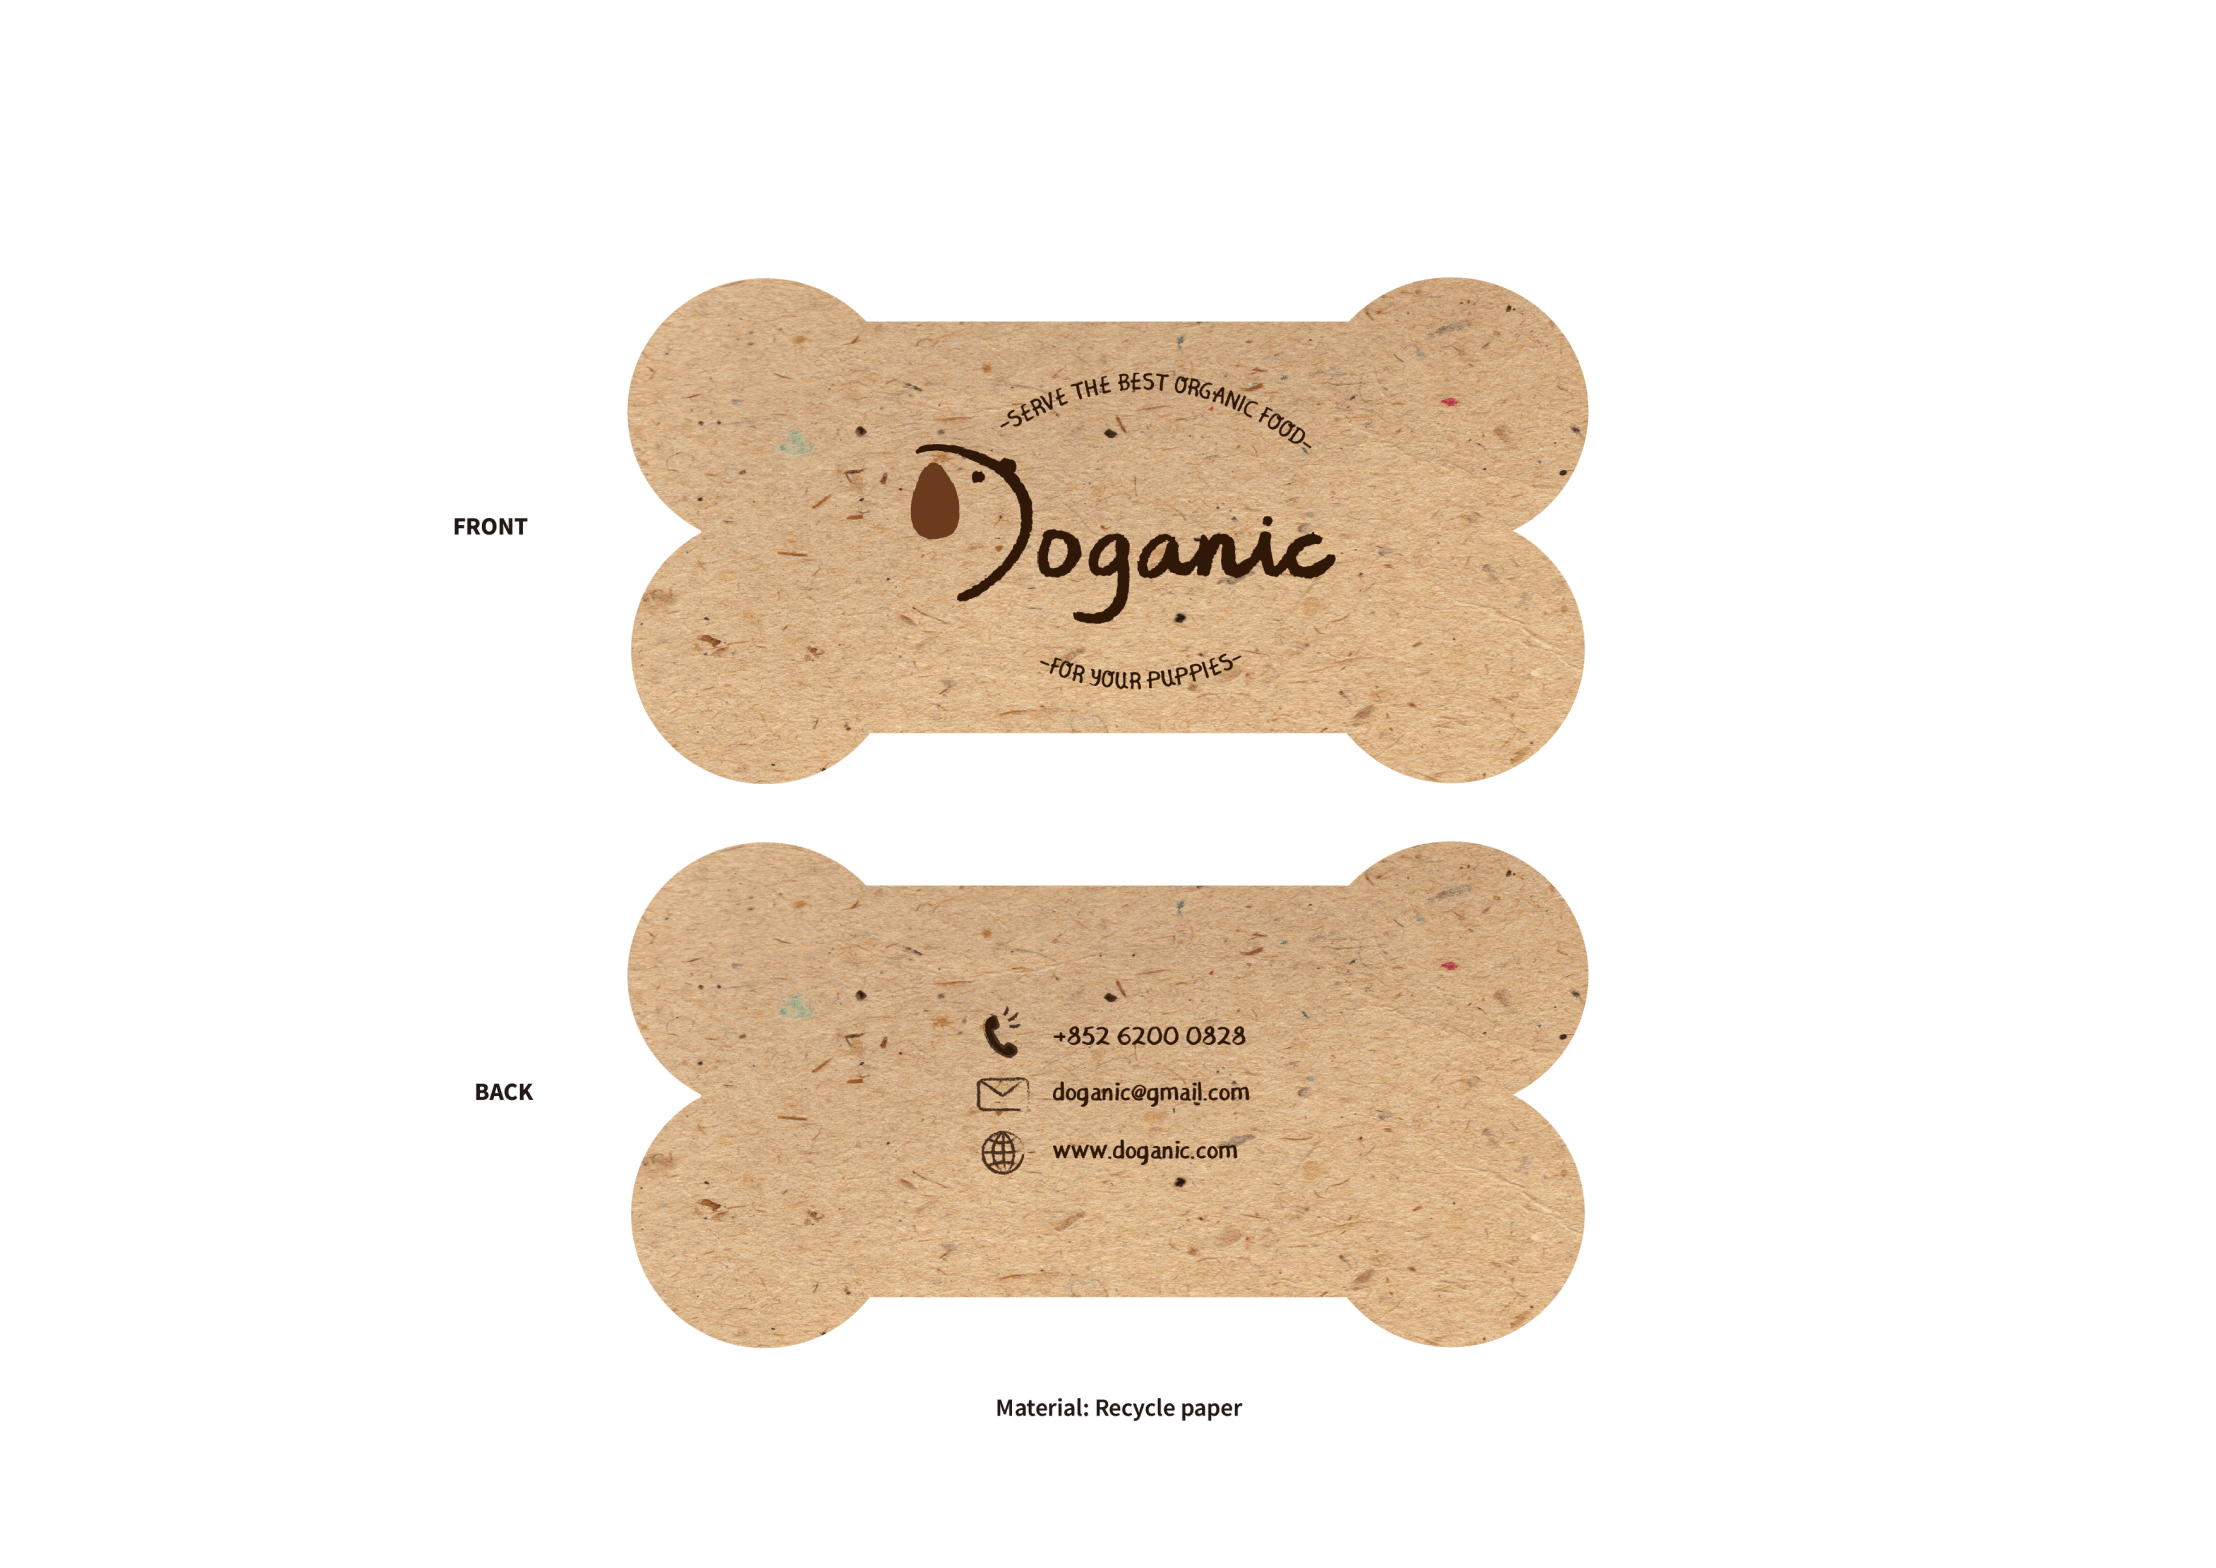 -SERVE THE BEST ORGANIC FOOD-
Doganic
-FOR YOUR PUPPIES-
FRONT
+852 6200 0828
doganic@gmail.com
www.doganic.com
BACK
Material: Recycle paper